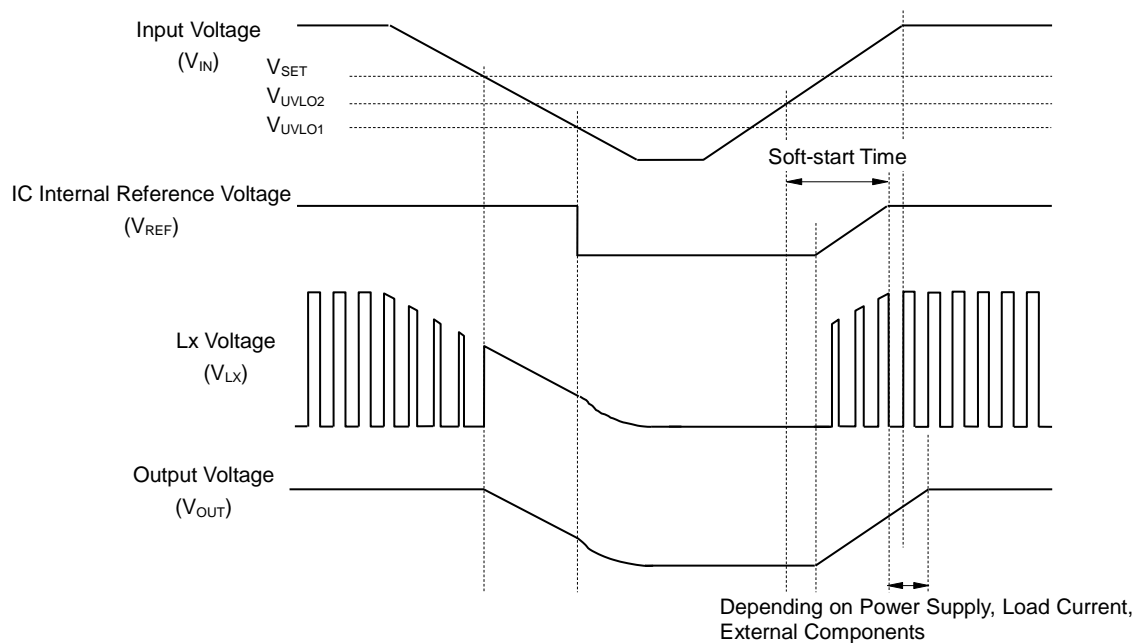 Input Voltage
(VIN)
VSET
VUVLO2
VUVLO1
Soft-start Time
IC Internal Reference Voltage
(VREF)
Lx Voltage
(VLX)
Output Voltage
(VOUT)
Depending on Power Supply, Load Current,
External Components